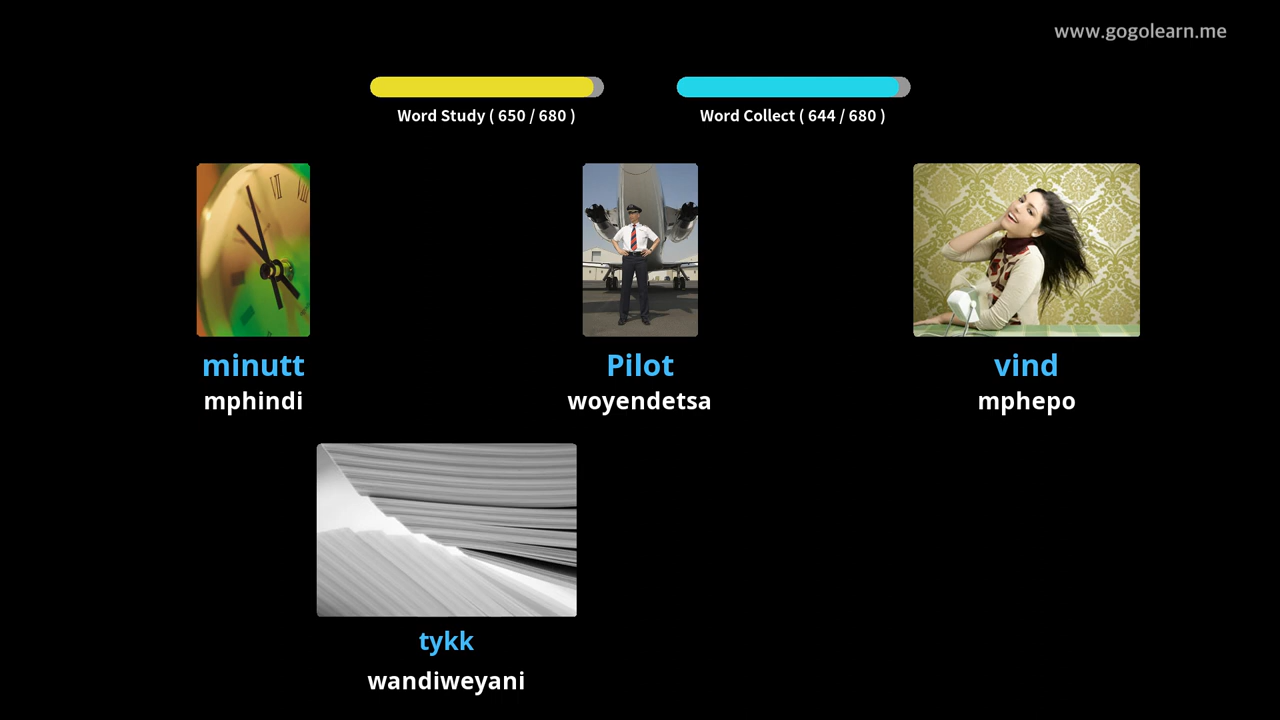 www.gogolearn.me
Word Study ( 650 / 680 )
Word Collect ( 644 / 680 )
minutt
mphindi
Pilot
woyendetsa
vind
mphepo
tykk
wandiweyani